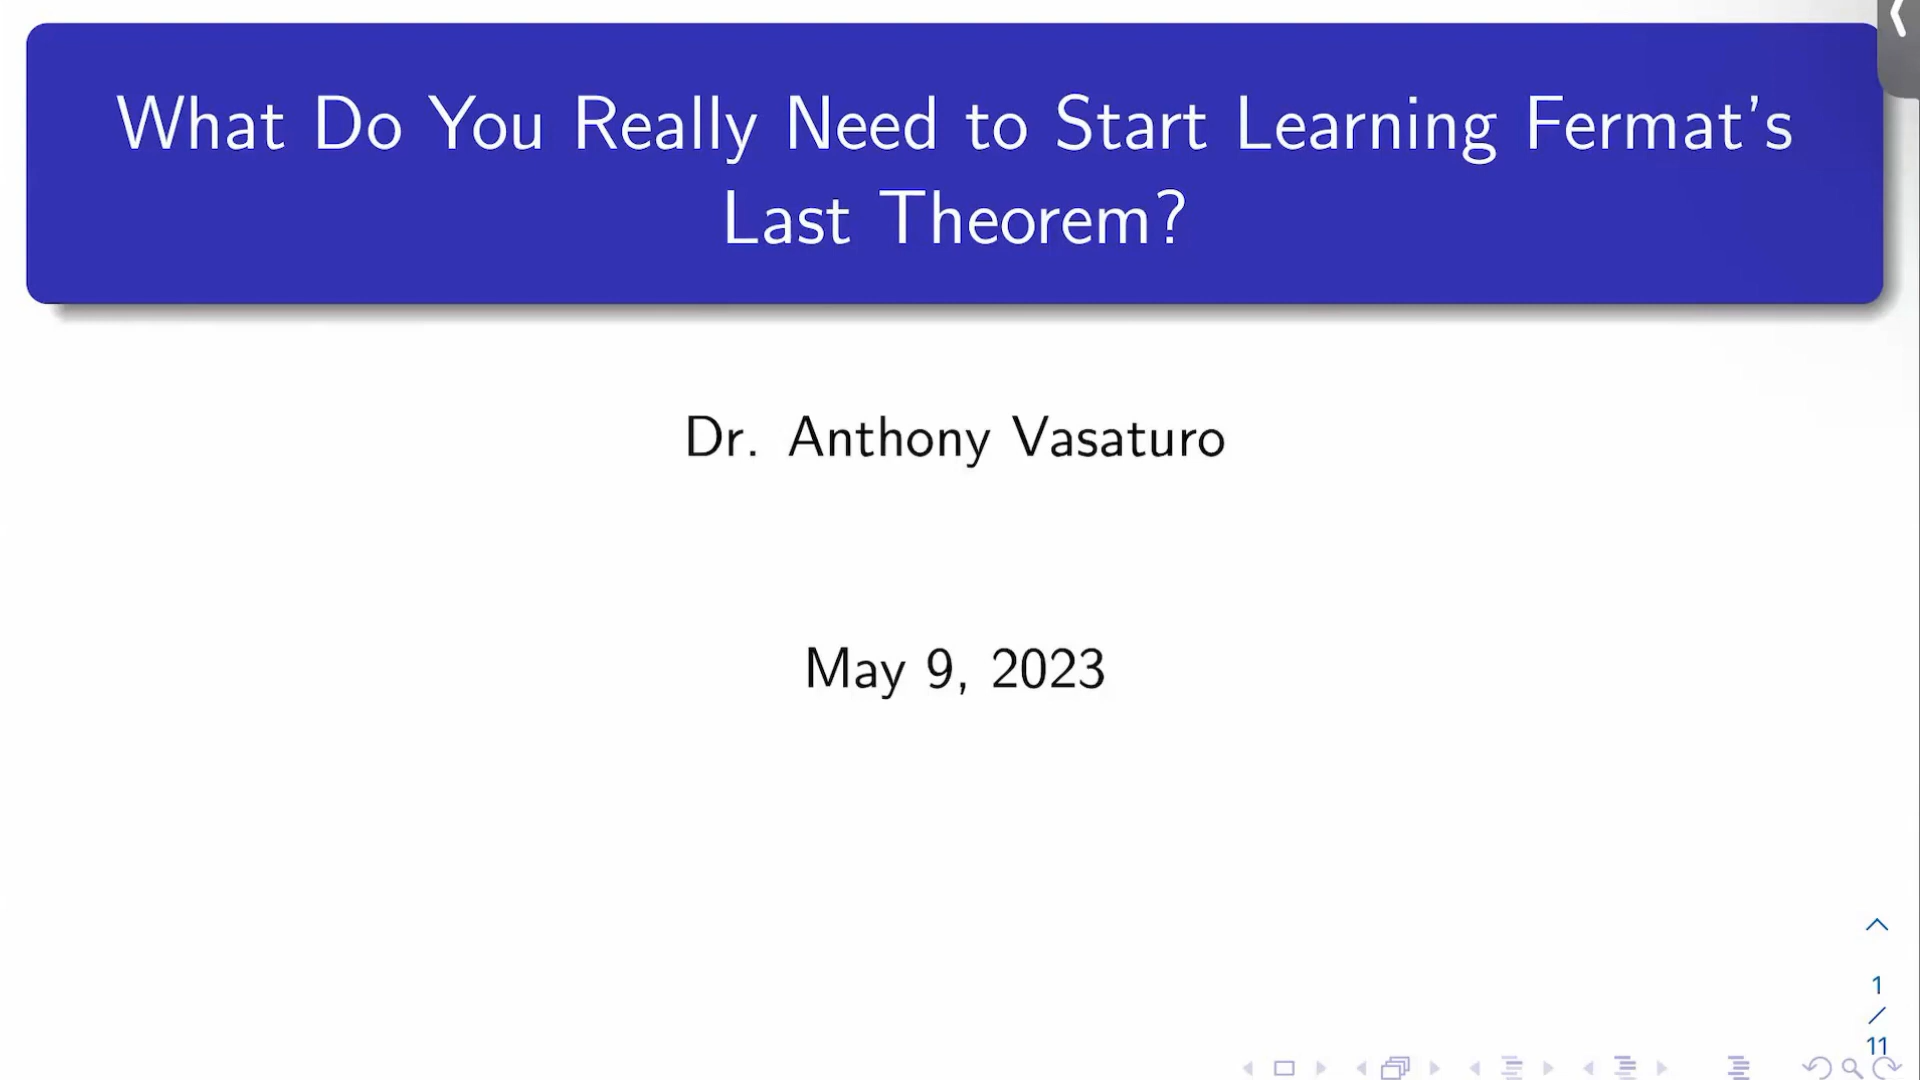 What Do You Really Need to Start Learning Fermat's
Last Theorem?
Dr. Anthony Vasaturo
May 9, 2023
1
/
11